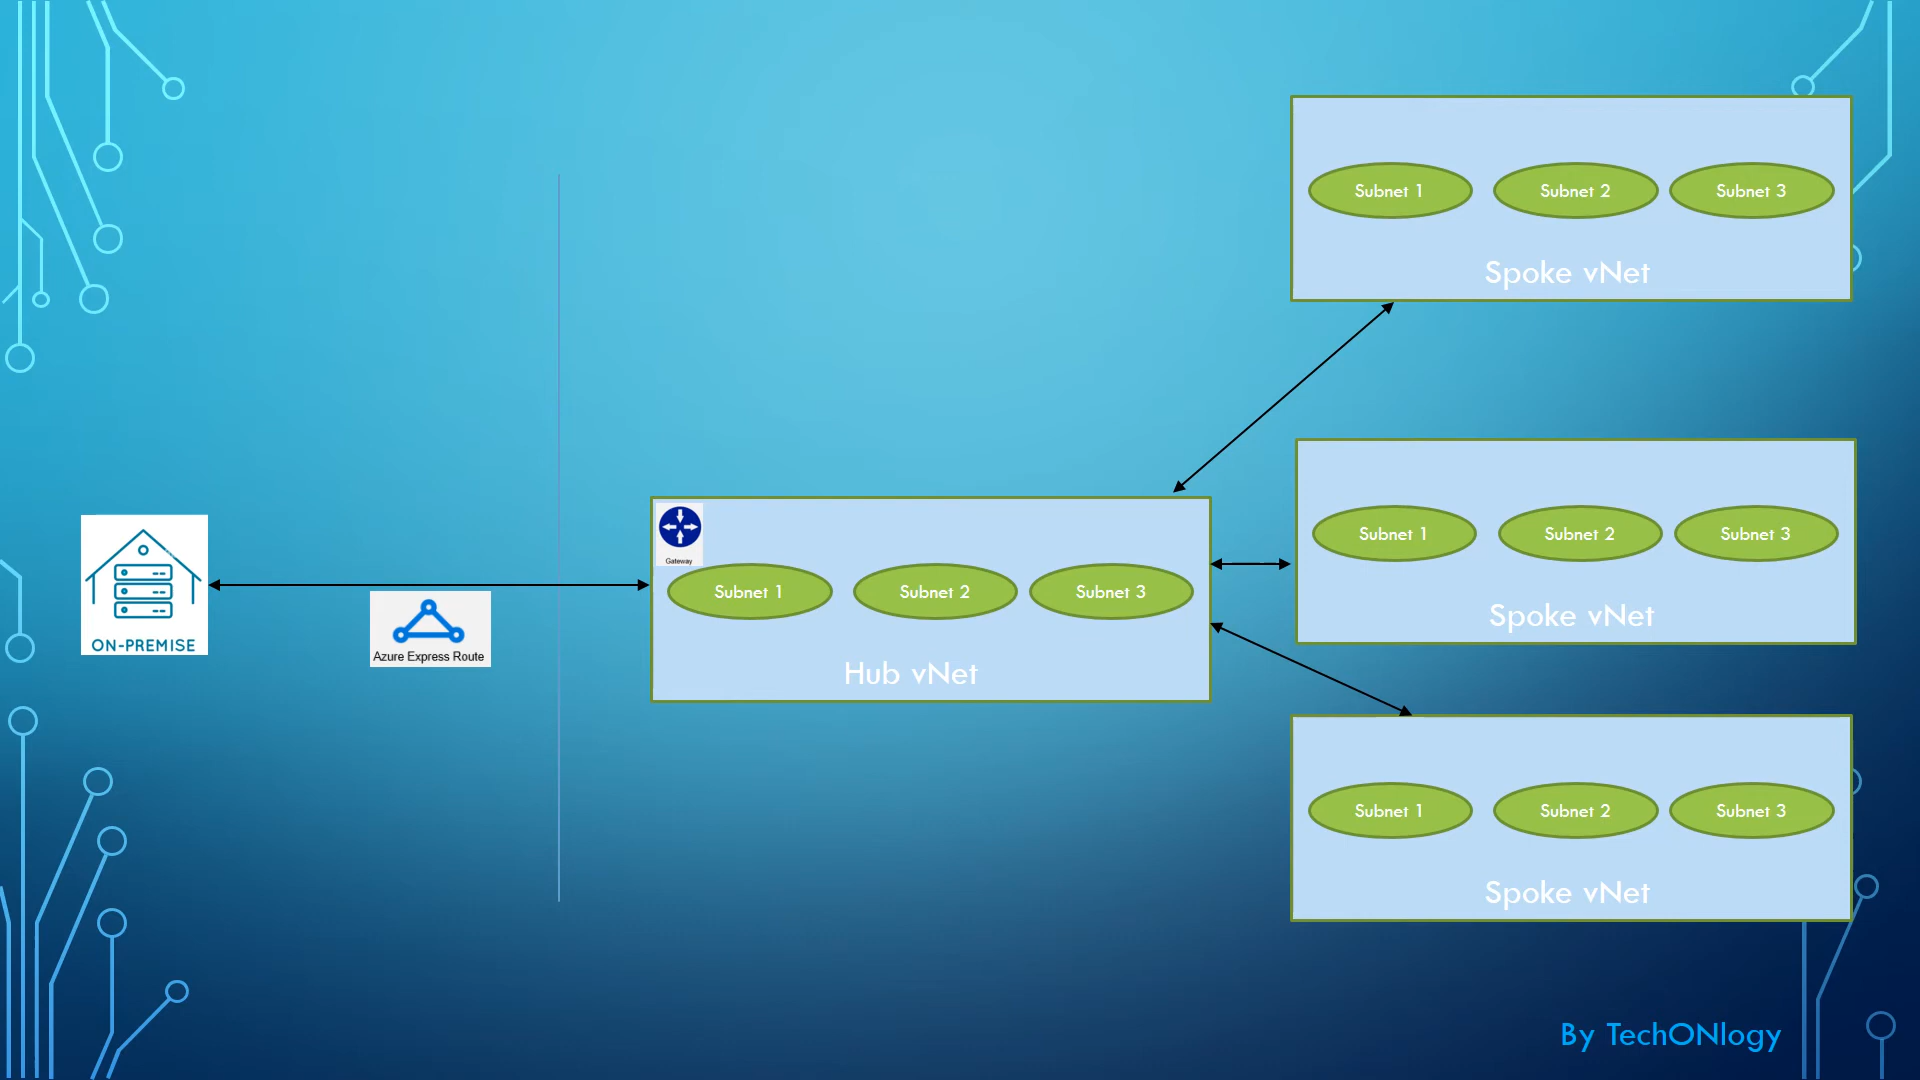 Subnet 1
Subnet 2
Subnet 3
Spoke vNet
ON-PREMISE
Azure Express Route
Gateway
Subnet 1
Subnet 2
Subnet 3
Hub vNet
Subnet 1
Subnet 2
Subnet 3
Spoke vNet
Subnet 1
Subnet 2
Subnet 3
Spoke vNet
By TechONlogy